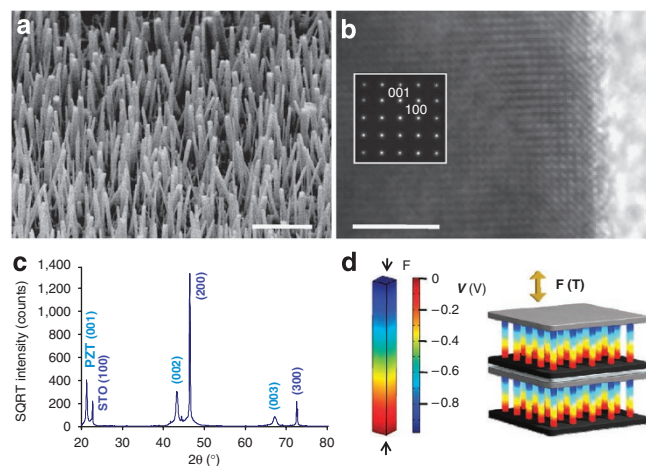 a
b
001
100
c
SQRT intensity (counts)
1,400
1,200
1,000
800
600
400
200
0
PZT (001)
STO (100)
(002)
(200)
(003)
(300)
20
30
40
50
60
70
80
2θ (°)
d
F
0
−0.2
−0.4
−0.6
−0.8
V (V)
F (T)